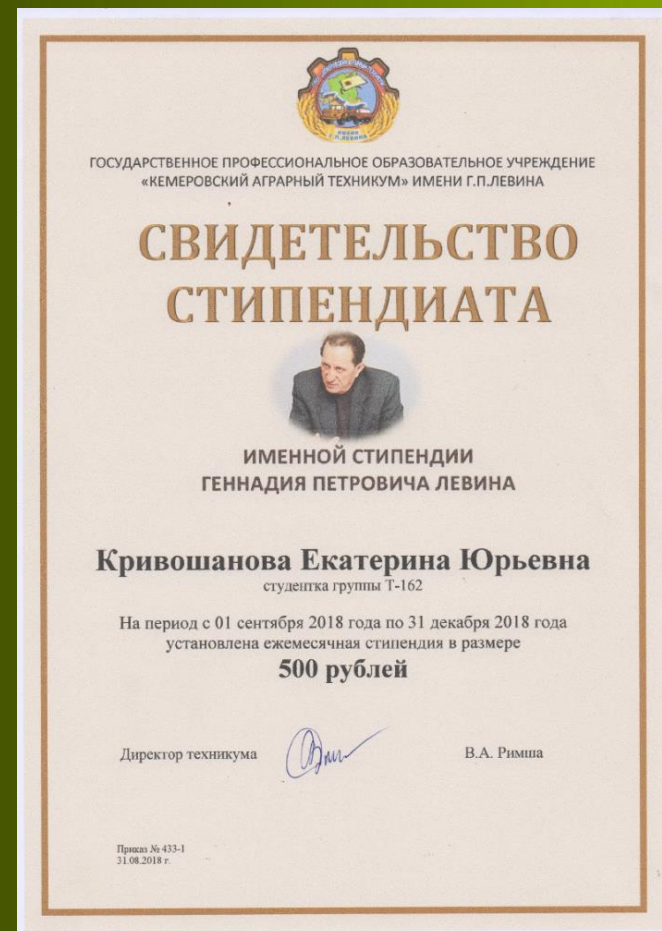 ИМЕНИ
Г.П.ЛЕВИНА
ГОСУДАРСТВЕННОЕ ПРОФЕССИОНАЛЬНОЕ ОБРАЗОВАТЕЛЬНОЕ УЧРЕЖДЕНИЕ
«КЕМЕРОВСКИЙ АГРАРНЫЙ ТЕХНИКУМ» ИМЕНИ Г.П.ЛЕВИНА
СВИДЕТЕЛЬСТВО
СТИПЕНДИАТА
ИМЕННОЙ СТИПЕНДИИ
ГЕННАДИЯ ПЕТРОВИЧА ЛЕВИНА
Кривошанова Екатерина Юрьевна
студентка группы Т-162
На период с 01 сентября 2018 года по 31 декабря 2018 года
установлена ежемесячная стипендия в размере
500 рублей
Директор техникума В.А. Римша
Приказ № 433-1
31.08.2018 г.